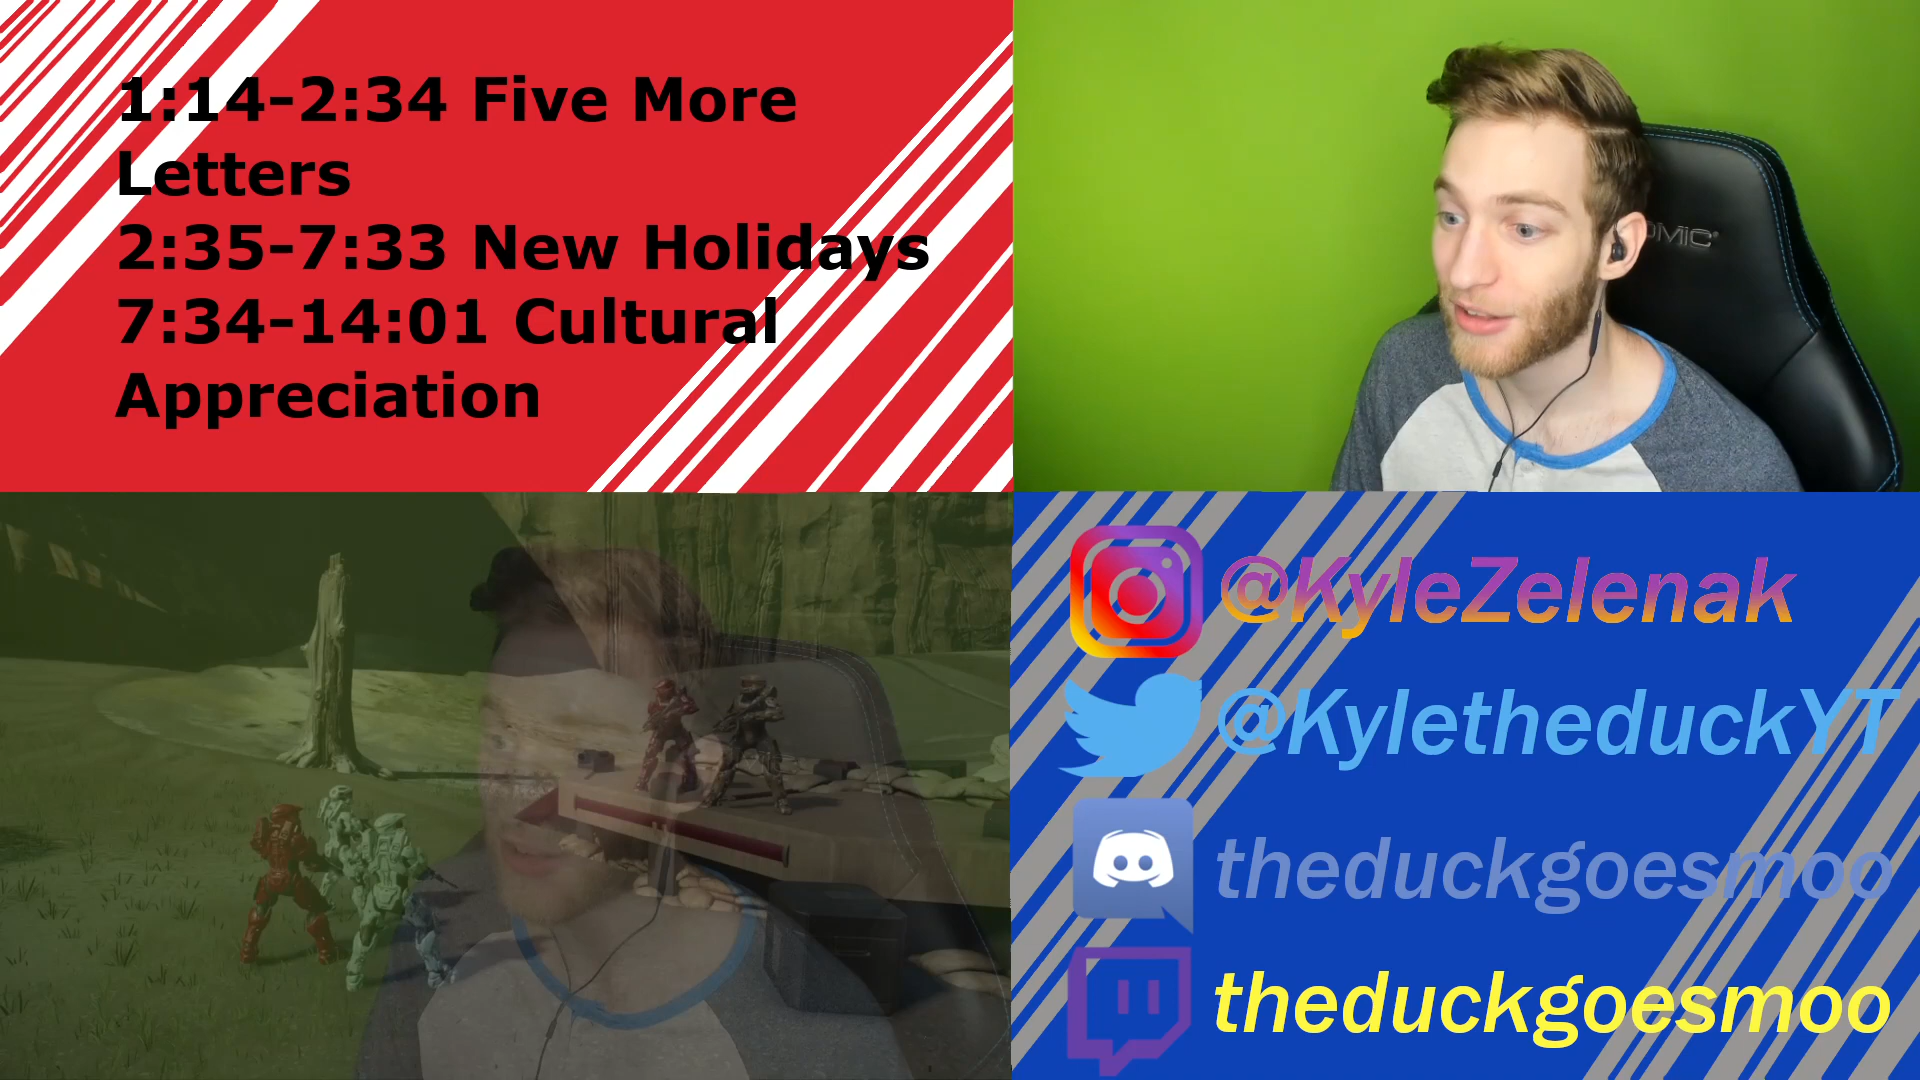 1:14-2:34 Five More
Letters
2:35-7:33 New Holidays
7:34-14:01 Cultural
Appreciation
@KyleZelenak
@KyletheduckYT
theduckgoesmoo
theduckgoesmoo